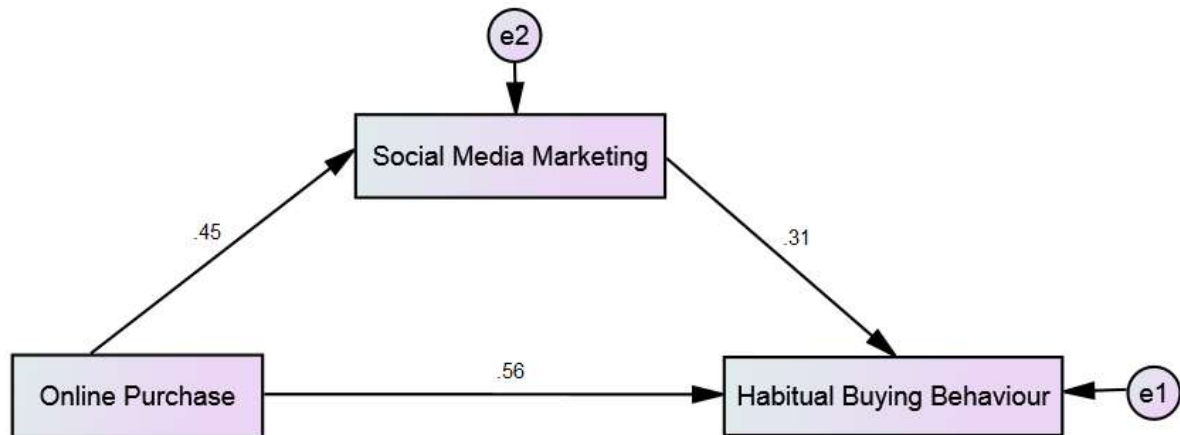 e2
Social Media Marketing
.45
.31
.56
Online Purchase
Habitual Buying Behaviour
e1